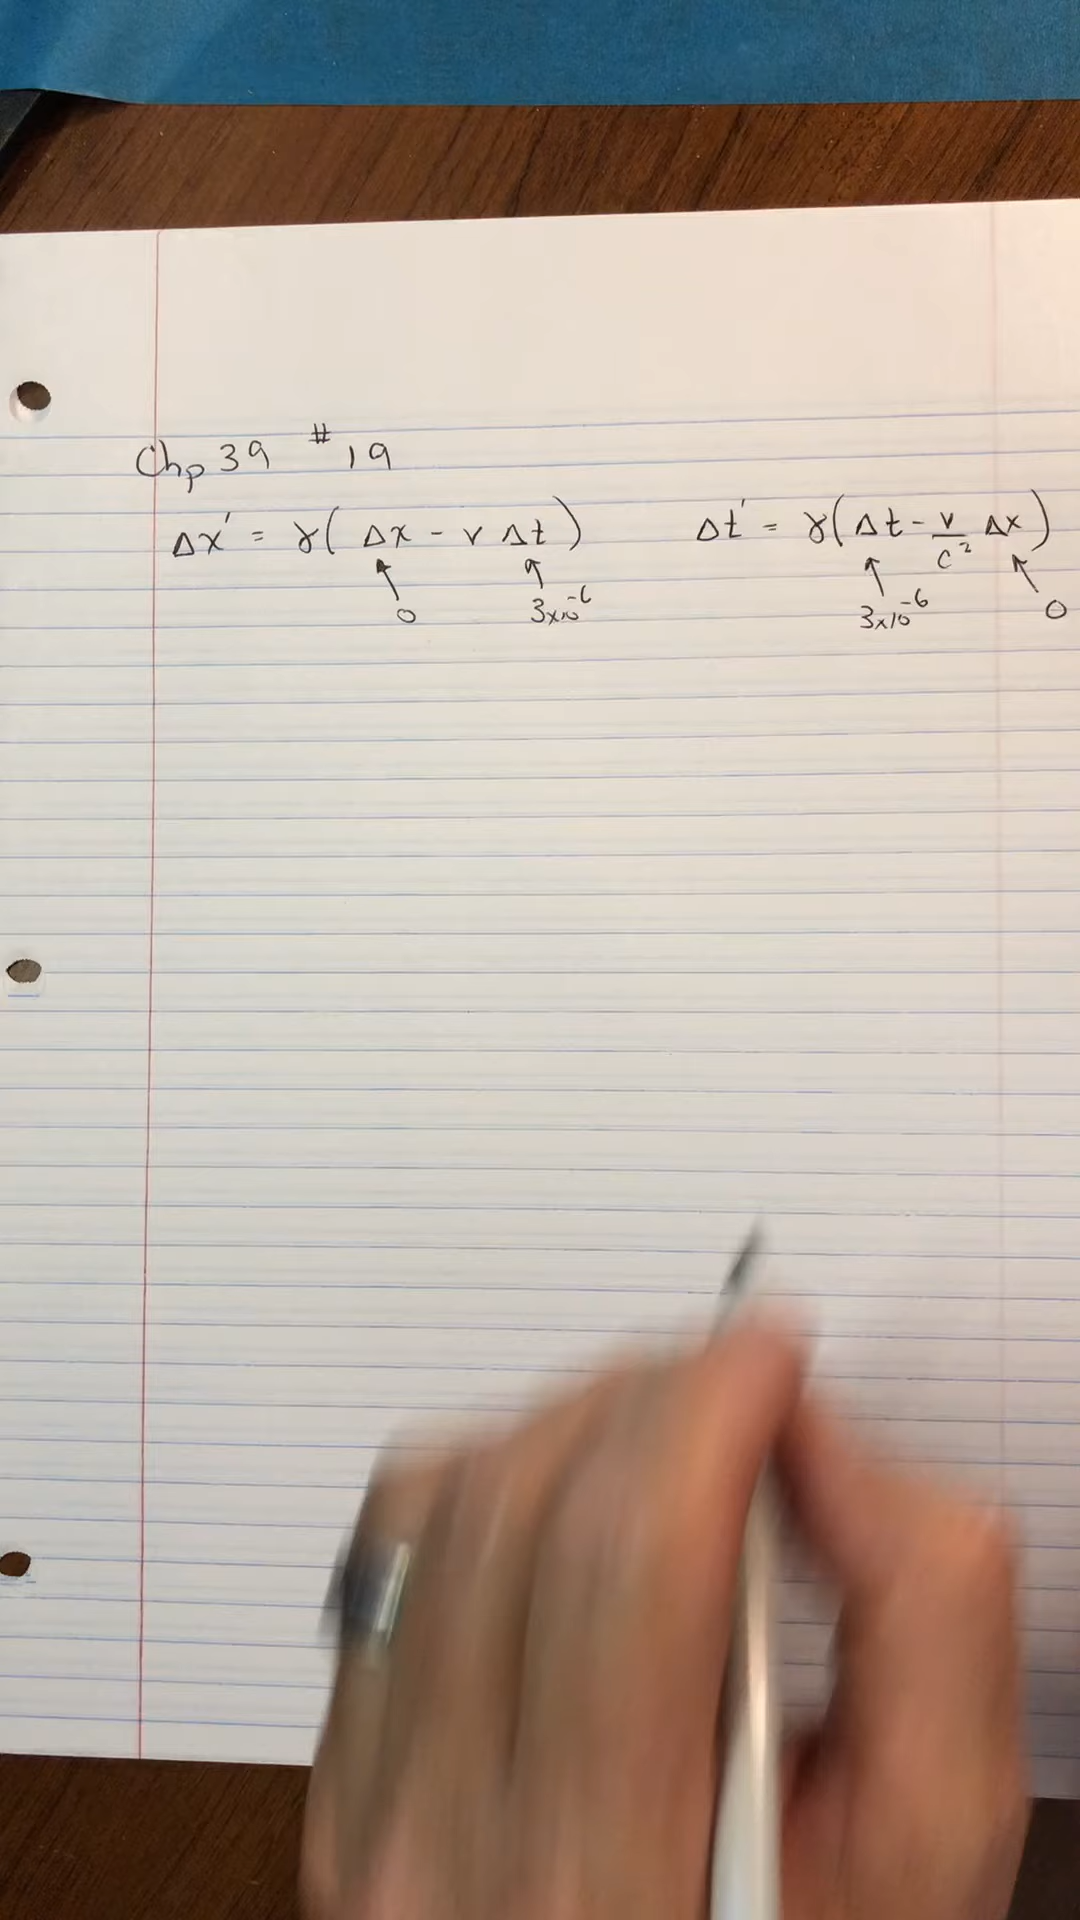 Chp 39 # 19
Δx' = γ( Δx - v Δt ) Δt' = γ( Δt - v/c² Δx )
↑ 0 ↑ 3x10⁻⁶ ↑ 3x10⁻⁶ ↑ 0